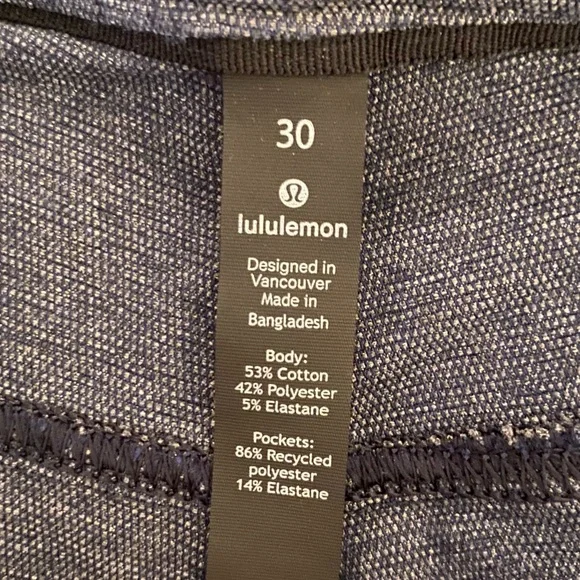 30
lululemon
Designed in
Vancouver
Made in
Bangladesh
Body:
53% Cotton
42% Polyester
5% Elastane
Pockets:
86% Recycled
polyester
14% Elastane